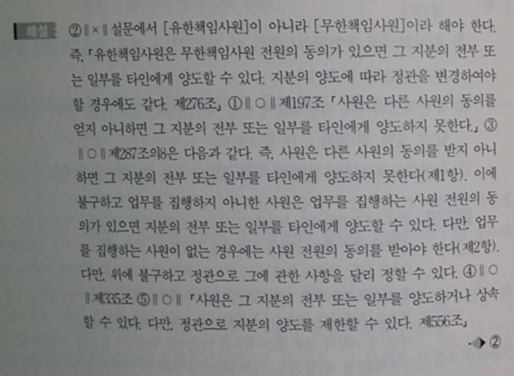 해설 ②∥×∥설문에서 [유한책임사원]이 아니라 [무한책임사원]이라 해야 한다.
즉, 「유한책임사원은 무한책임사원 전원의 동의가 있으면 그 지분의 전부 또
는 일부를 타인에게 양도할 수 있다. 지분의 양도에 따라 정관을 변경하여야
할 경우에도 같다. 제276조」 ①∥○∥제197조 「사원은 다른 사원의 동의를
얻지 아니하면 그 지분의 전부 또는 일부를 타인에게 양도하지 못한다.」 ③
∥○∥제287조의8은 다음과 같다. 즉, 사원은 다른 사원의 동의를 받지 아니
하면 그 지분의 전부 또는 일부를 타인에게 양도하지 못한다(제1항). 이에
불구하고 업무를 집행하지 아니한 사원은 업무를 집행하는 사원 전원의 동
의가 있으면 지분의 전부 또는 일부를 타인에게 양도할 수 있다. 다만, 업무
를 집행하는 사원이 없는 경우에는 사원 전원의 동의를 받아야 한다(제2항).
다만, 위에 불구하고 정관으로 그에 관한 사항을 달리 정할 수 있다. ④∥○
∥제335조 ⑤∥○∥ 「사원은 그 지분의 전부 또는 일부를 양도하거나 상속
할 수 있다. 다만, 정관으로 지분의 양도를 제한할 수 있다. 제556조」
②